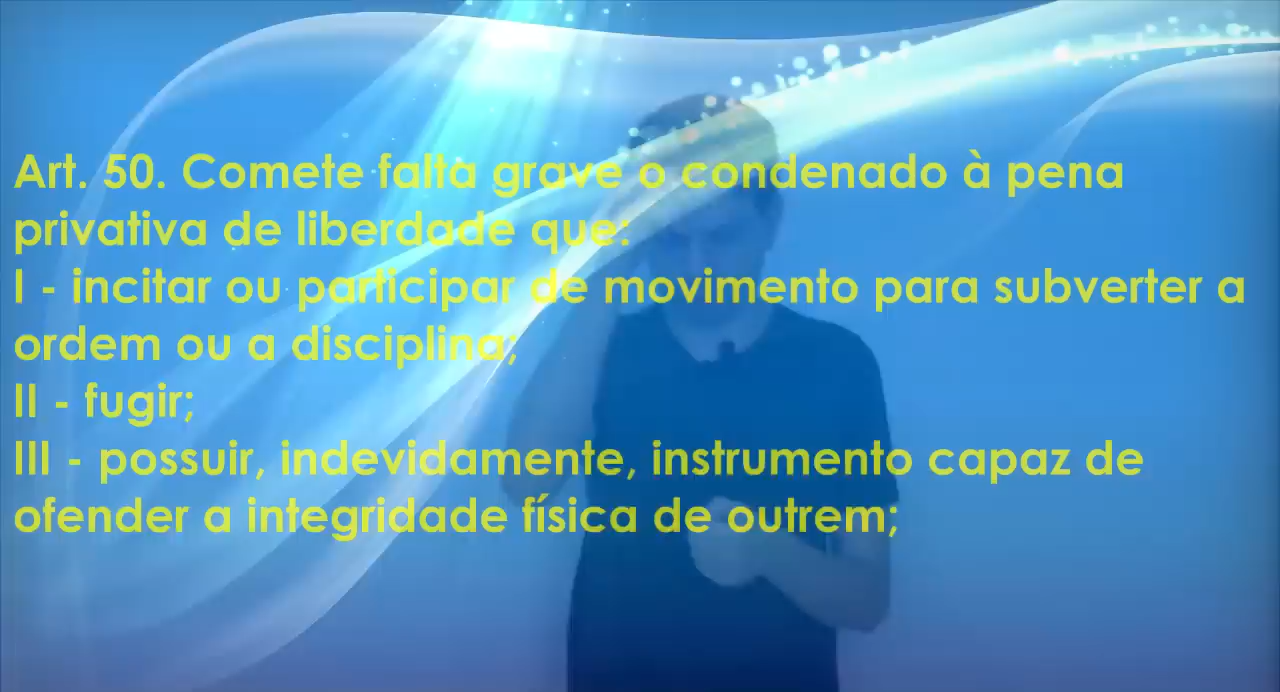 Art. 50. Comete falta grave o condenado à pena
privativa de liberdade que:
I - incitar ou participar de movimento para subverter a
ordem ou a disciplina;
II - fugir;
III - possuir, indevidamente, instrumento capaz de
ofender a integridade física de outrem;